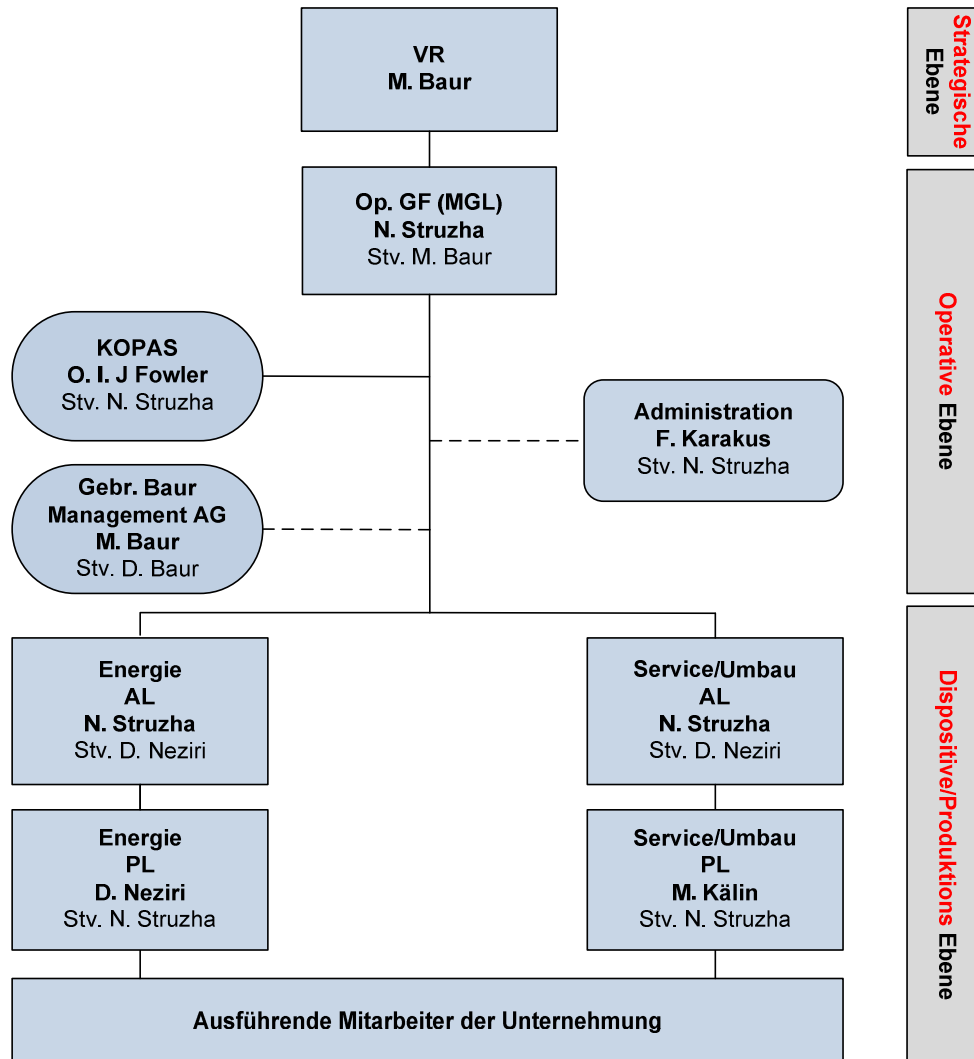 VR
M. Baur
Op. GF (MGL)
N. Struzha
Stv. M. Baur
KOPAS
O. I. J Fowler
Stv. N. Struzha
Administration
F. Karakus
Stv. N. Struzha
Gebr. Baur
Management AG
M. Baur
Stv. D. Baur
Energie
AL
N. Struzha
Stv. D. Neziri
Service/Umbau
AL
N. Struzha
Stv. D. Neziri
Energie
PL
D. Neziri
Stv. N. Struzha
Service/Umbau
PL
M. Kälin
Stv. N. Struzha
Ausführende Mitarbeiter der Unternehmung
Strategische
Ebene
Operative Ebene
Dispositive/Produktions Ebene